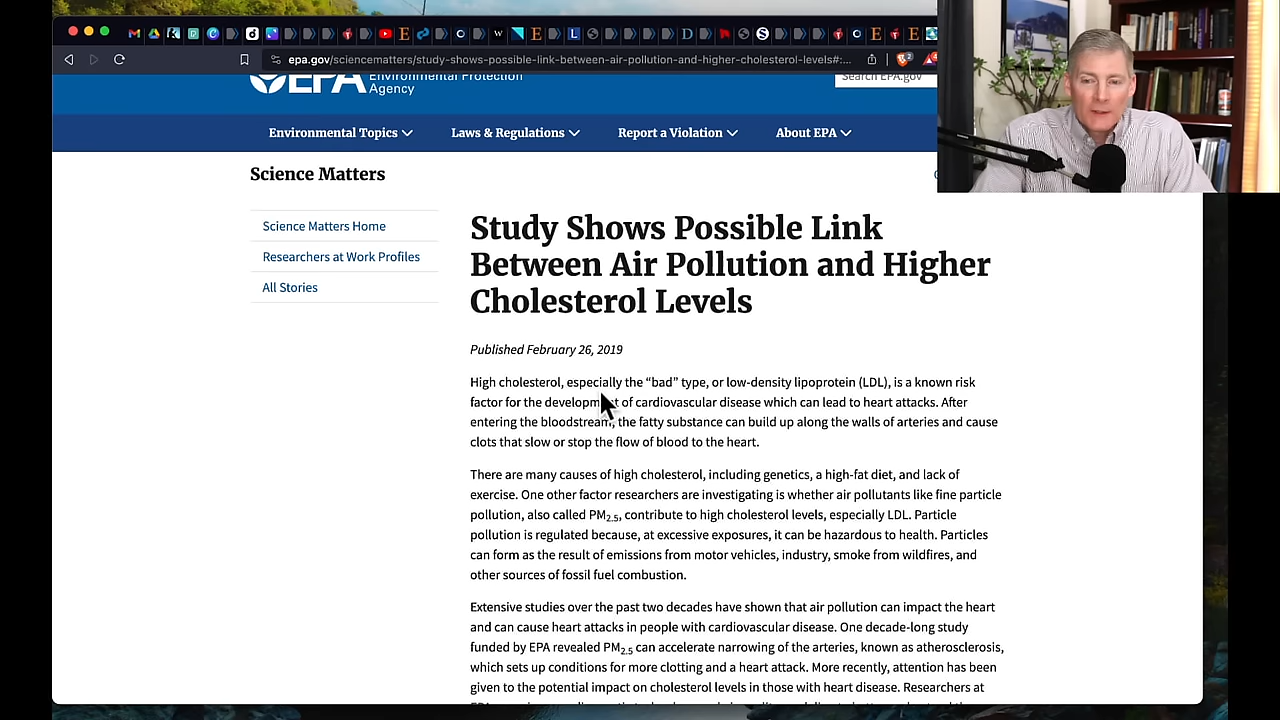 epa.gov/sciencematters/study-shows-possible-link-between-air-pollution-and-higher-cholesterol-levels#:...
EPA
Environmental Protection
Agency
Search EPA.gov
Environmental Topics
Laws & Regulations
Report a Violation
About EPA
Science Matters
Science Matters Home
Researchers at Work Profiles
All Stories
Study Shows Possible Link
Between Air Pollution and Higher
Cholesterol Levels
Published February 26, 2019
High cholesterol, especially the “bad” type, or low-density lipoprotein (LDL), is a known risk
factor for the development of cardiovascular disease which can lead to heart attacks. After
entering the bloodstream, the fatty substance can build up along the walls of arteries and cause
clots that slow or stop the flow of blood to the heart.
There are many causes of high cholesterol, including genetics, a high-fat diet, and lack of
exercise. One other factor researchers are investigating is whether air pollutants like fine particle
pollution, also called PM2.5, contribute to high cholesterol levels, especially LDL. Particle
pollution is regulated because, at excessive exposures, it can be hazardous to health. Particles
can form as the result of emissions from motor vehicles, industry, smoke from wildfires, and
other sources of fossil fuel combustion.
Extensive studies over the past two decades have shown that air pollution can impact the heart
and can cause heart attacks in people with cardiovascular disease. One decade-long study
funded by EPA revealed PM2.5 can accelerate narrowing of the arteries, known as atherosclerosis,
which sets up conditions for more clotting and a heart attack. More recently, attention has been
given to the potential impact on cholesterol levels in those with heart disease. Researchers at